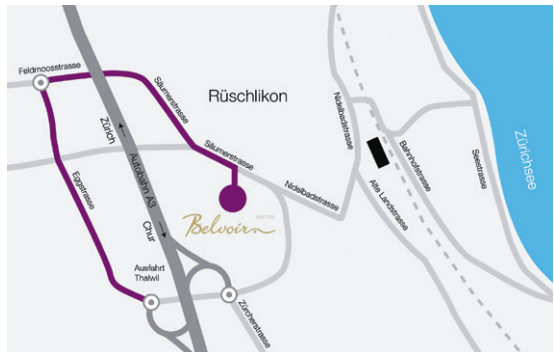 Feldmoosstrasse
Säumerstrasse
Rüschlikon
Zürich
Autobahn A3
Chur
Säumerstrasse
Nidelbadstrasse
Nidelbadstrasse
Bahnhofstrasse
Alte Landstrasse
Seestrasse
Zürichsee
Eggstrasse
HOTEL
Belvoir
Ausfahrt
Thalwil
Zürcherstrasse